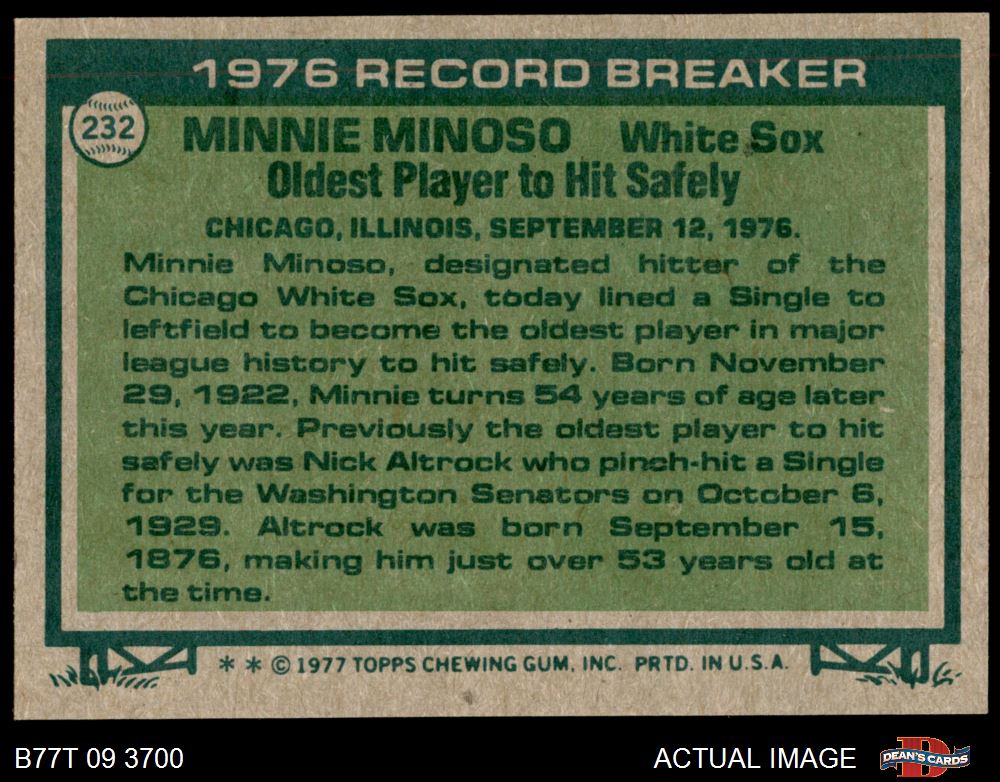 1976 RECORD BREAKER
232
MINNIE MINOSO White Sox
Oldest Player to Hit Safely
CHICAGO, ILLINOIS, SEPTEMBER 12, 1976.
Minnie Minoso, designated hitter of the
Chicago White Sox, today lined a Single to
leftfield to become the oldest player in major
league history to hit safely. Born November
29, 1922, Minnie turns 54 years of age later
this year. Previously the oldest player to hit
safely was Nick Altrock who pinch-hit a Single
for the Washington Senators on October 6,
1929. Altrock was born September 15,
1876, making him just over 53 years old at
the time.
* * © 1977 TOPPS CHEWING GUM, INC. PRTD. IN U.S.A.
B77T 09 3700
ACTUAL IMAGE
D
DEAN'S CARDS